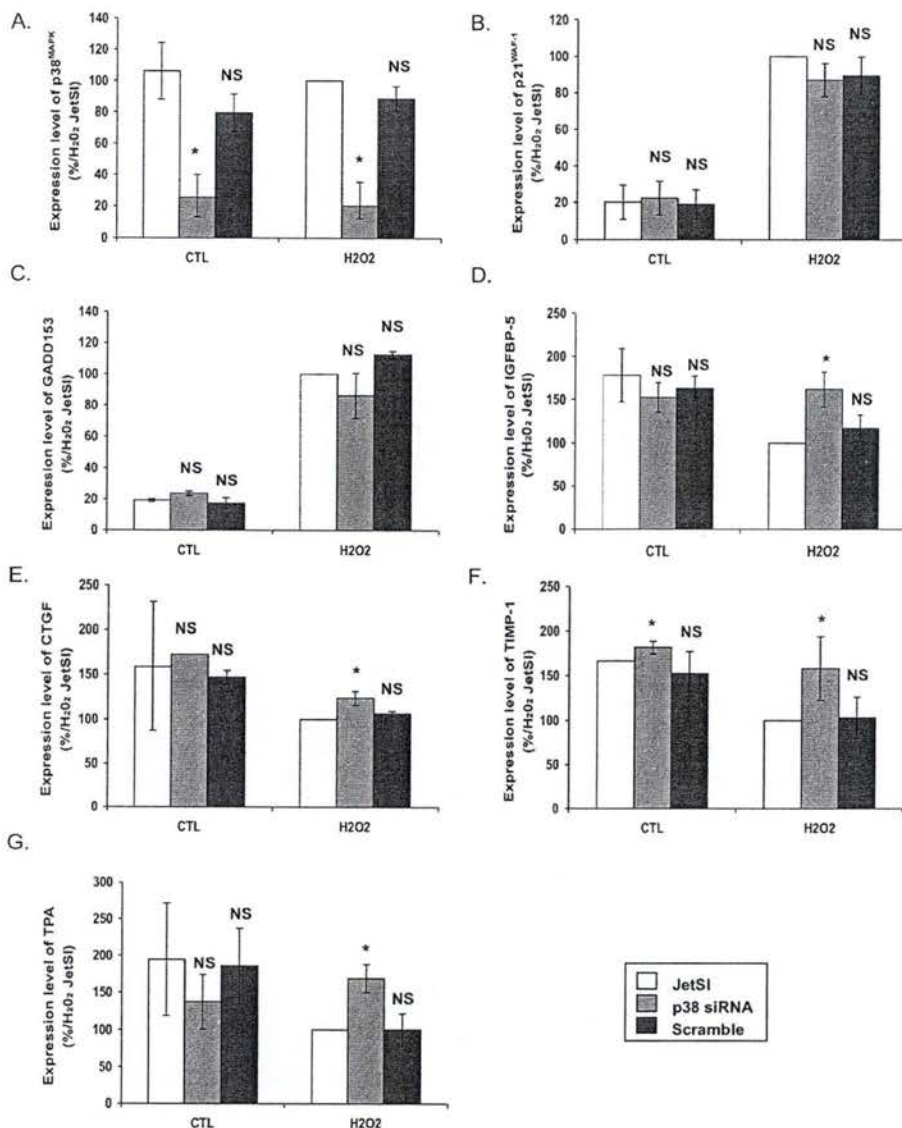 A.
Expression level of p38MAPK
(%/H2O2 JetSI)
140
120
100
80
60
40
20
0
*
NS
*
NS
CTL
H2O2
B.
Expression level of p21WAF-1
(%/H2O2 JetSI)
120
100
80
60
40
20
0
NS
NS
NS
NS
CTL
H2O2
C.
Expression level of GADD153
(%/H2O2 JetSI)
140
120
100
80
60
40
20
0
NS
NS
NS
NS
CTL
H2O2
D.
Expression level of IGFBP-5
(%/H2O2 JetSI)
250
200
150
100
50
0
NS
NS
*
NS
CTL
H2O2
E.
Expression level of CTGF
(%/H2O2 JetSI)
250
200
150
100
50
0
NS
NS
*
NS
CTL
H2O2
F.
Expression level of TIMP-1
(%/H2O2 JetSI)
250
200
150
100
50
0
*
NS
*
NS
CTL
H2O2
G.
Expression level of TPA
(%/H2O2 JetSI)
300
250
200
150
100
50
0
NS
NS
*
NS
CTL
H2O2
JetSI
p38 siRNA
Scramble